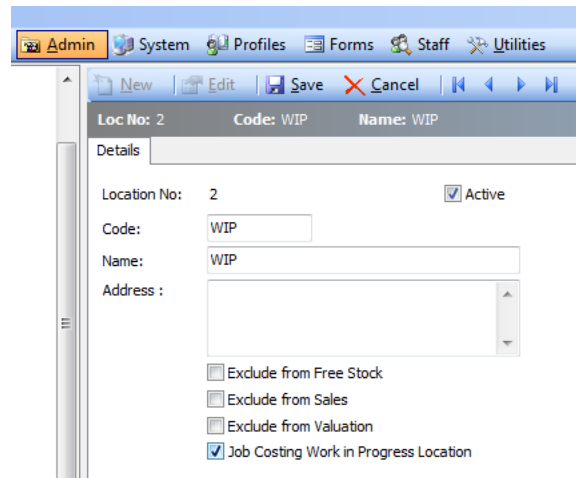 Admin System Profiles Forms Staff Utilities
New Edit Save Cancel
Loc No: 2 Code: WIP Name: WIP
Details
Location No: 2 Active
Code: WIP
Name: WIP
Address :
Exclude from Free Stock
Exclude from Sales
Exclude from Valuation
Job Costing Work in Progress Location